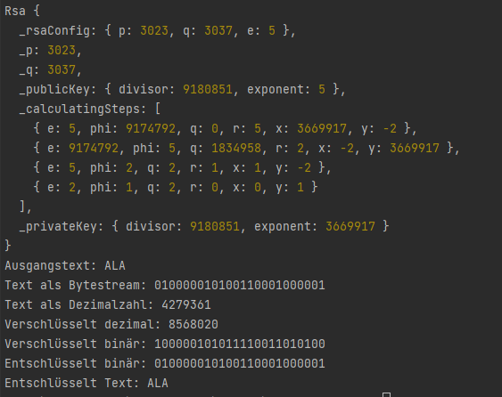 Rsa {
_rsaConfig: { p: 3023, q: 3037, e: 5 },
_p: 3023,
_q: 3037,
_publicKey: { divisor: 9180851, exponent: 5 },
_calculatingSteps: [
{ e: 5, phi: 9174792, q: 0, r: 5, x: 3669917, y: -2 },
{ e: 9174792, phi: 5, q: 1834958, r: 2, x: -2, y: 3669917 },
{ e: 5, phi: 2, q: 2, r: 1, x: 1, y: -2 },
{ e: 2, phi: 1, q: 2, r: 0, x: 0, y: 1 }
],
_privateKey: { divisor: 9180851, exponent: 3669917 }
}
Ausgangstext: ALA
Text als Bytestream: 010000010100110001000001
Text als Dezimalzahl: 4279361
Verschlüsselt dezimal: 8568020
Verschlüsselt binär: 100000101011110011010100
Entschlüsselt binär: 010000010100110001000001
Entschlüsselt Text: ALA